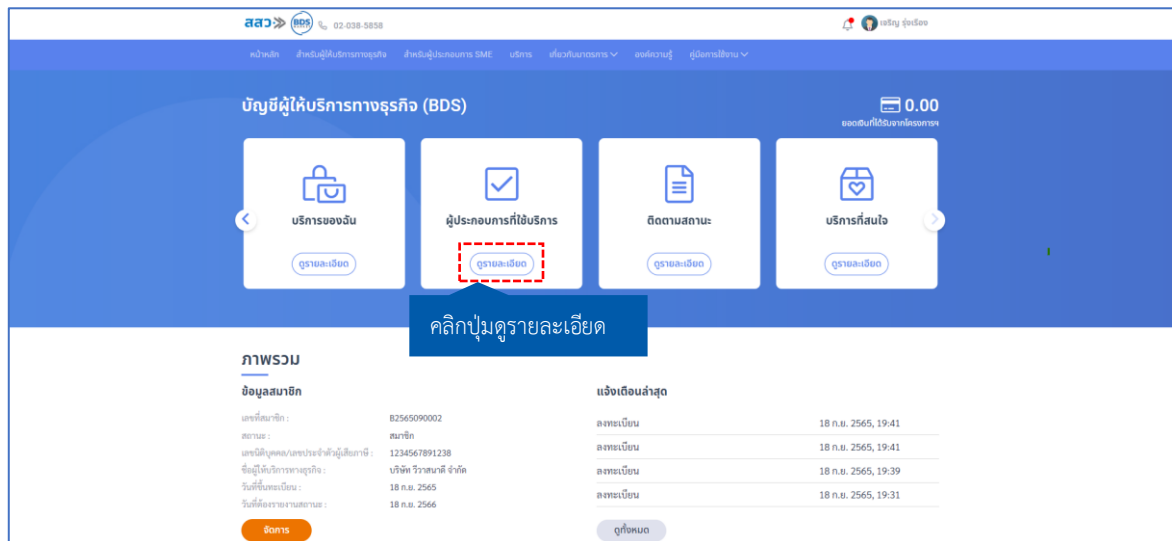 สสว BDS 02-038-5858 เจริญ รุ่งเรือง
หน้าหลัก สำหรับผู้ให้บริการทางธุรกิจ สำหรับผู้ประกอบการ SME บริการ เกี่ยวกับมาตรการ องค์ความรู้ คู่มือการใช้งาน
บัญชีผู้ให้บริการทางธุรกิจ (BDS) 0.00
ยอดเงินที่ได้รับจากโครงการฯ
บริการของฉัน ผู้ประกอบการที่ใช้บริการ ติดตามสถานะ บริการที่สนใจ
ดูรายละเอียด ดูรายละเอียด ดูรายละเอียด ดูรายละเอียด
คลิกปุ่มดูรายละเอียด
ภาพรวม
ข้อมูลสมาชิก แจ้งเตือนล่าสุด
เลขที่สมาชิก : B2565090002 ลงทะเบียน 18 ก.ย. 2565, 19:41
สถานะ : สมาชิก ลงทะเบียน 18 ก.ย. 2565, 19:41
เลขนิติบุคคล/เลขประจำตัวผู้เสียภาษี : 1234567891238
ชื่อผู้ให้บริการทางธุรกิจ : บริษัท วีวาสนาดี จำกัด ลงทะเบียน 18 ก.ย. 2565, 19:39
วันที่ขึ้นทะเบียน : 18 ก.ย. 2565 ลงทะเบียน 18 ก.ย. 2565, 19:31
วันที่ต้องรายงานสถานะ : 18 ก.ย. 2566
จัดการ ดูทั้งหมด